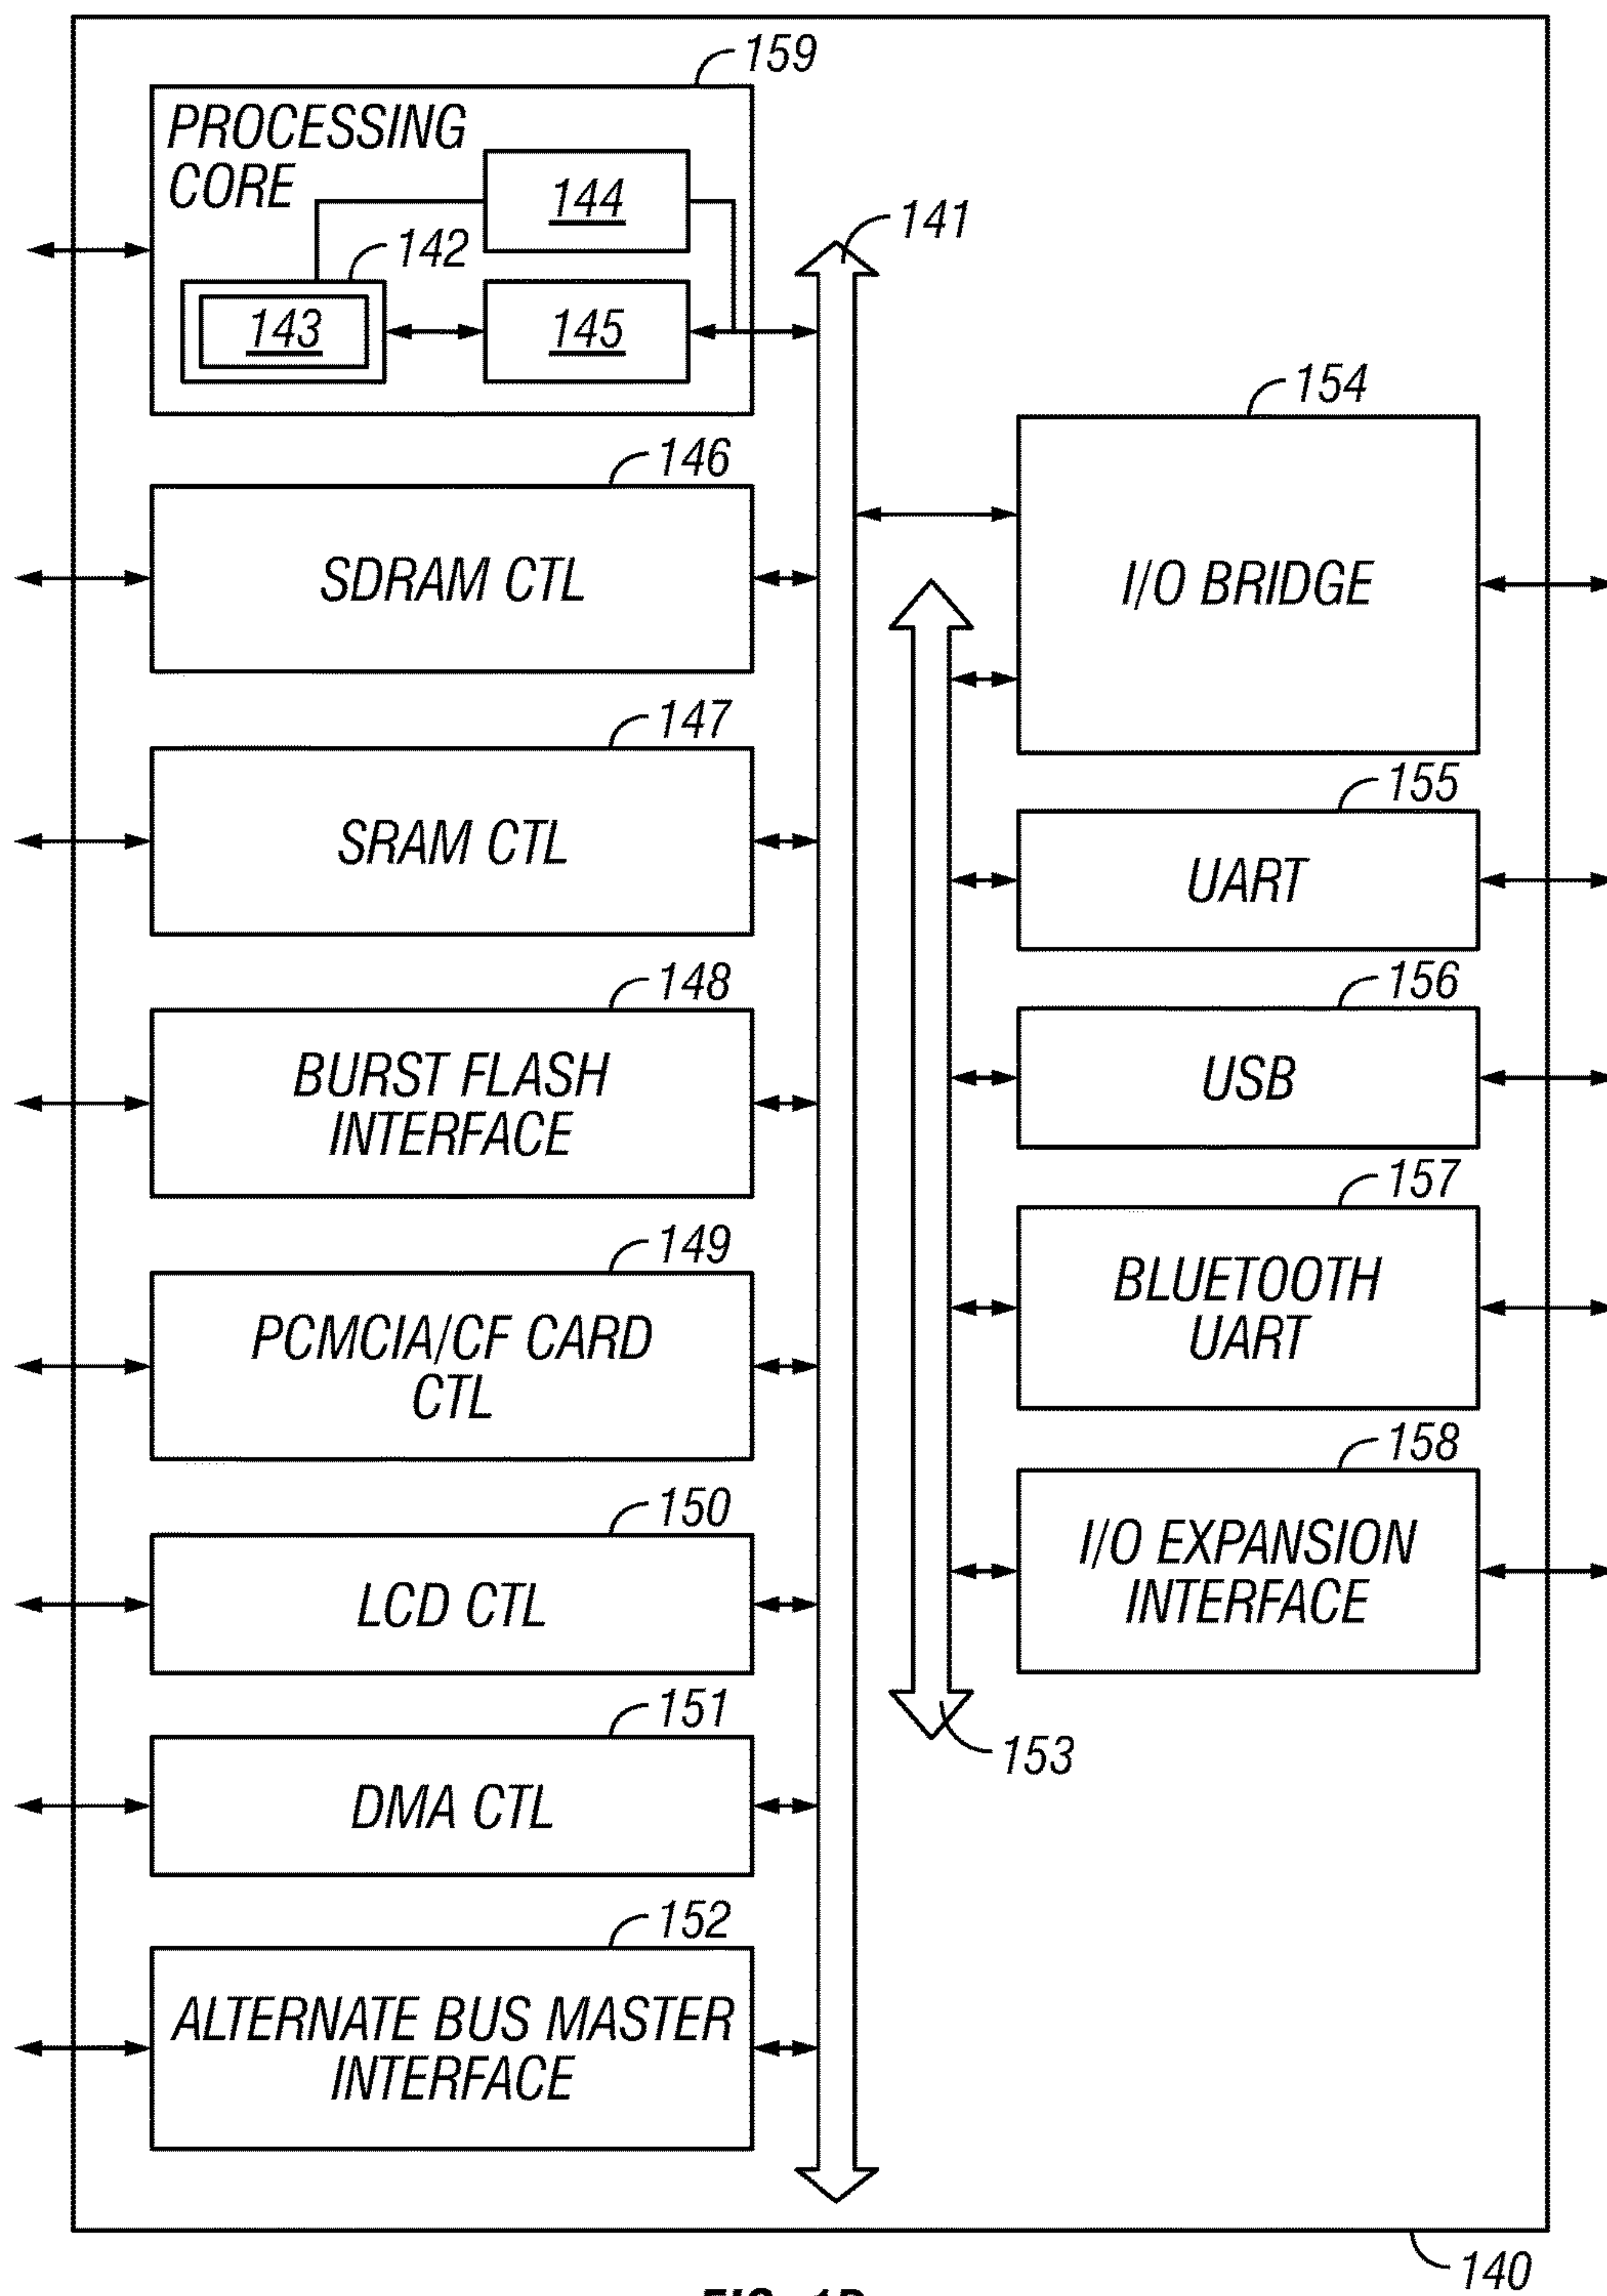 159
PROCESSING
CORE
144
142
143
145
141
146
SDRAM CTL
147
SRAM CTL
148
BURST FLASH
INTERFACE
149
PCMCIA/CF CARD
CTL
150
LCD CTL
151
DMA CTL
152
ALTERNATE BUS MASTER
INTERFACE
154
I/O BRIDGE
155
UART
156
USB
157
BLUETOOTH
UART
158
I/O EXPANSION
INTERFACE
153
140